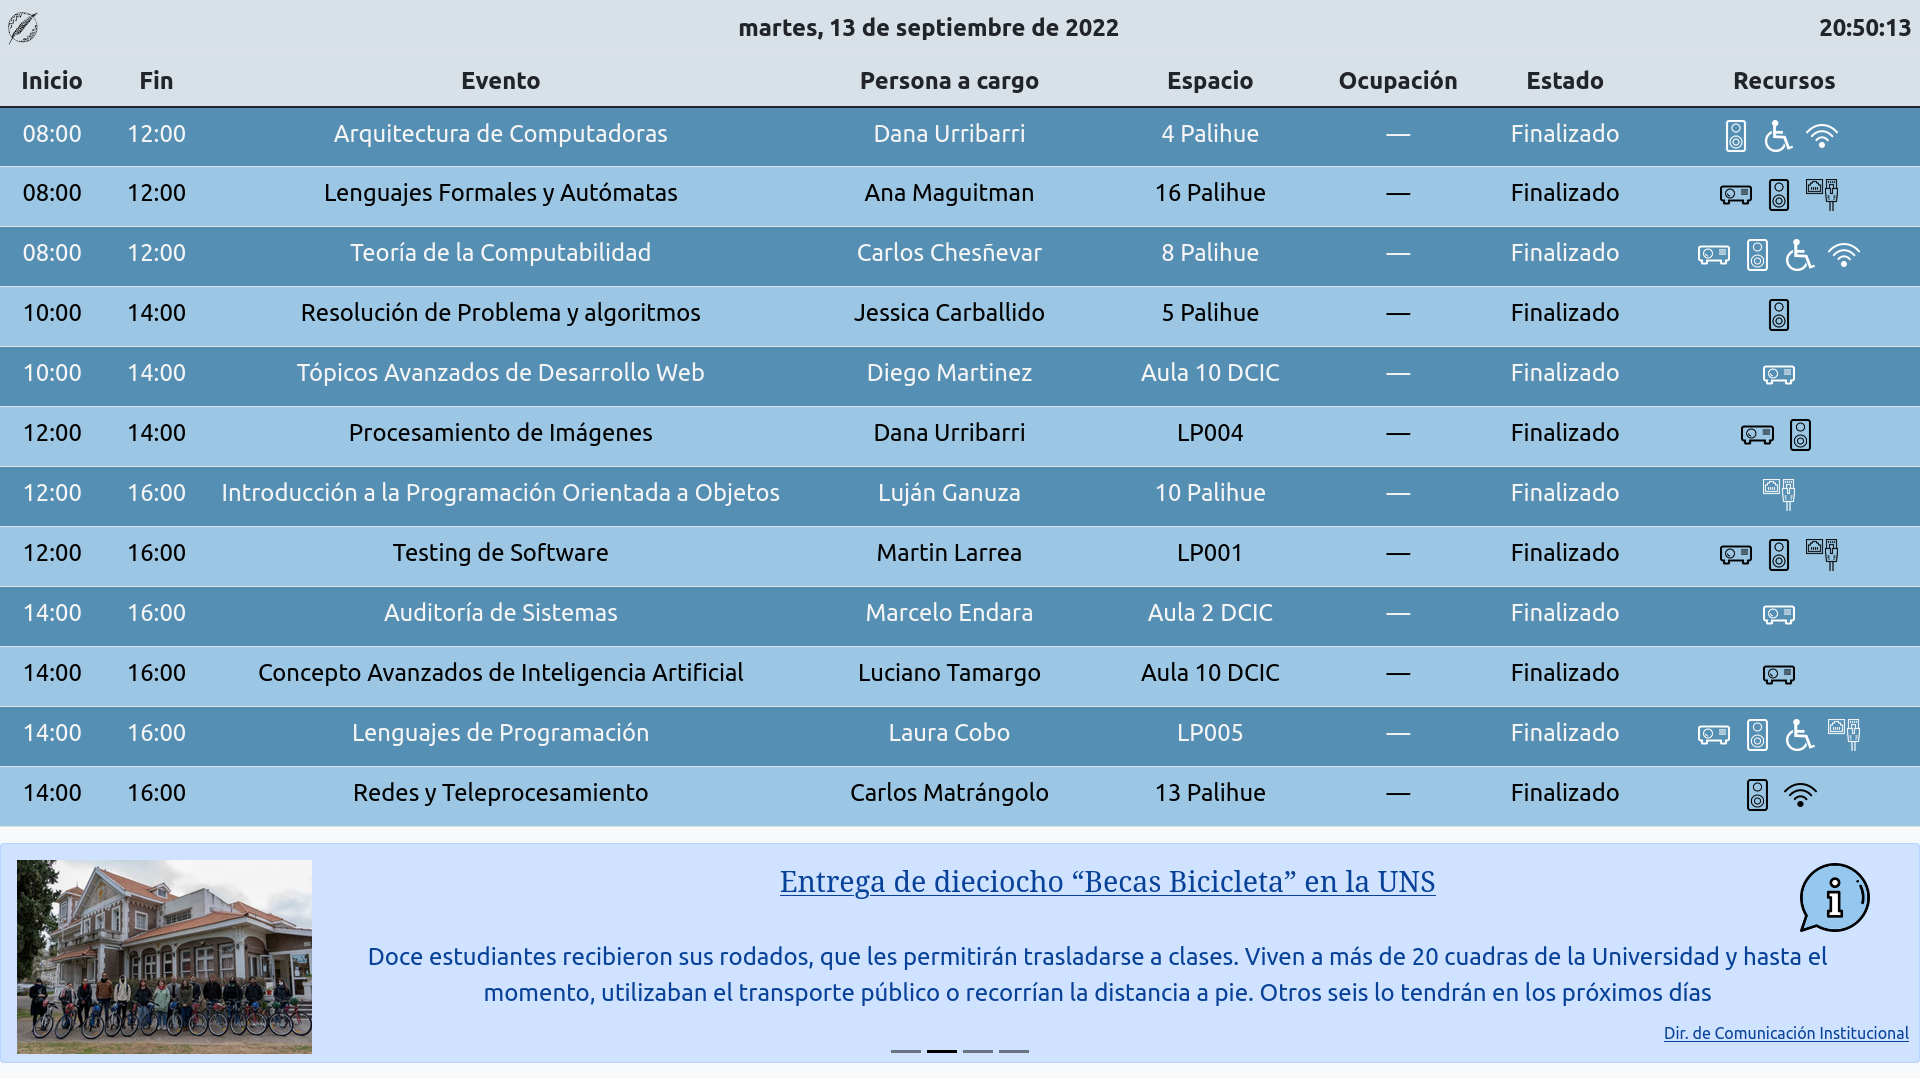 martes, 13 de septiembre de 2022 20:50:13
Inicio Fin Evento Persona a cargo Espacio Ocupación Estado Recursos
08:00 12:00 Arquitectura de Computadoras Dana Urribarri 4 Palihue — Finalizado
08:00 12:00 Lenguajes Formales y Autómatas Ana Maguitman 16 Palihue — Finalizado
08:00 12:00 Teoría de la Computabilidad Carlos Chesñevar 8 Palihue — Finalizado
10:00 14:00 Resolución de Problema y algoritmos Jessica Carballido 5 Palihue — Finalizado
10:00 14:00 Tópicos Avanzados de Desarrollo Web Diego Martinez Aula 10 DCIC — Finalizado
12:00 14:00 Procesamiento de Imágenes Dana Urribarri LP004 — Finalizado
12:00 16:00 Introducción a la Programación Orientada a Objetos Luján Ganuza 10 Palihue — Finalizado
12:00 16:00 Testing de Software Martin Larrea LP001 — Finalizado
14:00 16:00 Auditoría de Sistemas Marcelo Endara Aula 2 DCIC — Finalizado
14:00 16:00 Concepto Avanzados de Inteligencia Artificial Luciano Tamargo Aula 10 DCIC — Finalizado
14:00 16:00 Lenguajes de Programación Laura Cobo LP005 — Finalizado
14:00 16:00 Redes y Teleprocesamiento Carlos Matrángolo 13 Palihue — Finalizado
Entrega de dieciocho “Becas Bicicleta” en la UNS
Doce estudiantes recibieron sus rodados, que les permitirán trasladarse a clases. Viven a más de 20 cuadras de la Universidad y hasta el
momento, utilizaban el transporte público o recorrían la distancia a pie. Otros seis lo tendrán en los próximos días
Dir. de Comunicación Institucional